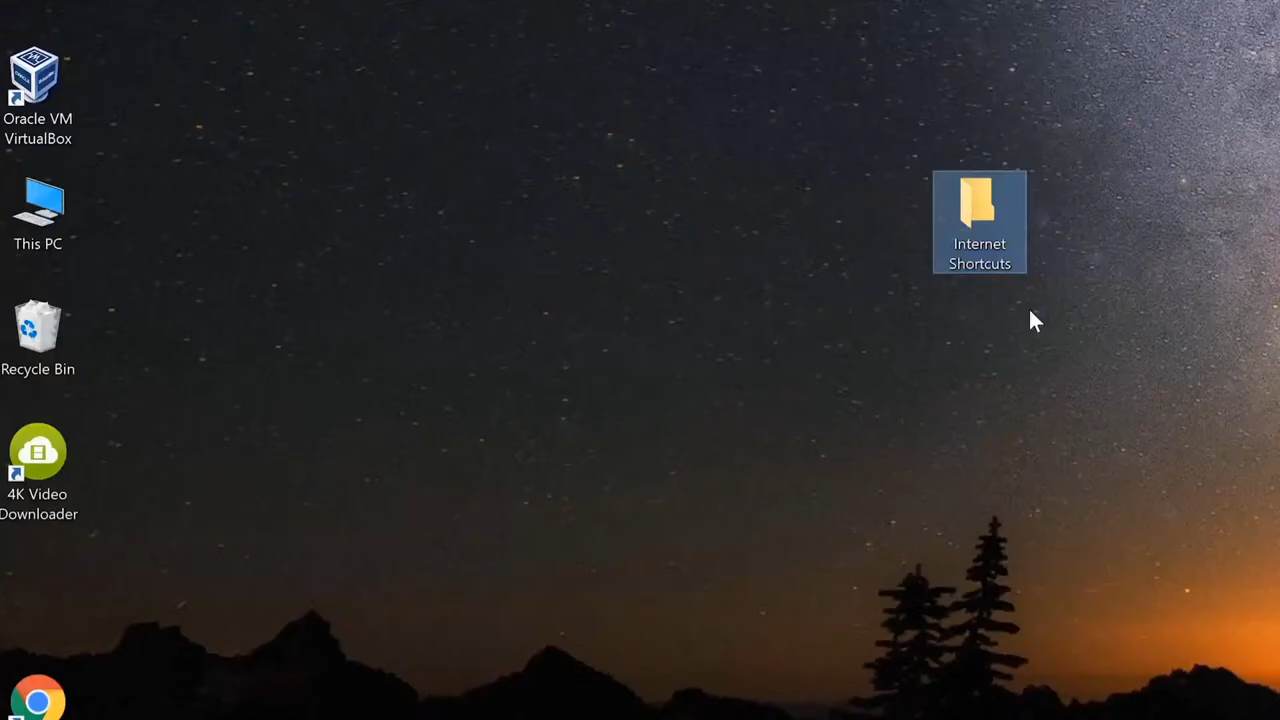 Oracle VM
VirtualBox
This PC
Recycle Bin
4K Video
Downloader
Internet
Shortcuts